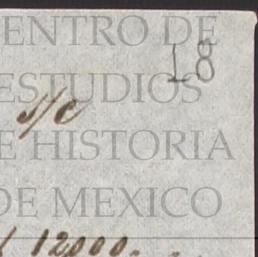 ENTRO DE
18
ESTUDIOS
s/c
E HISTORIA
DE MEXICO
12000